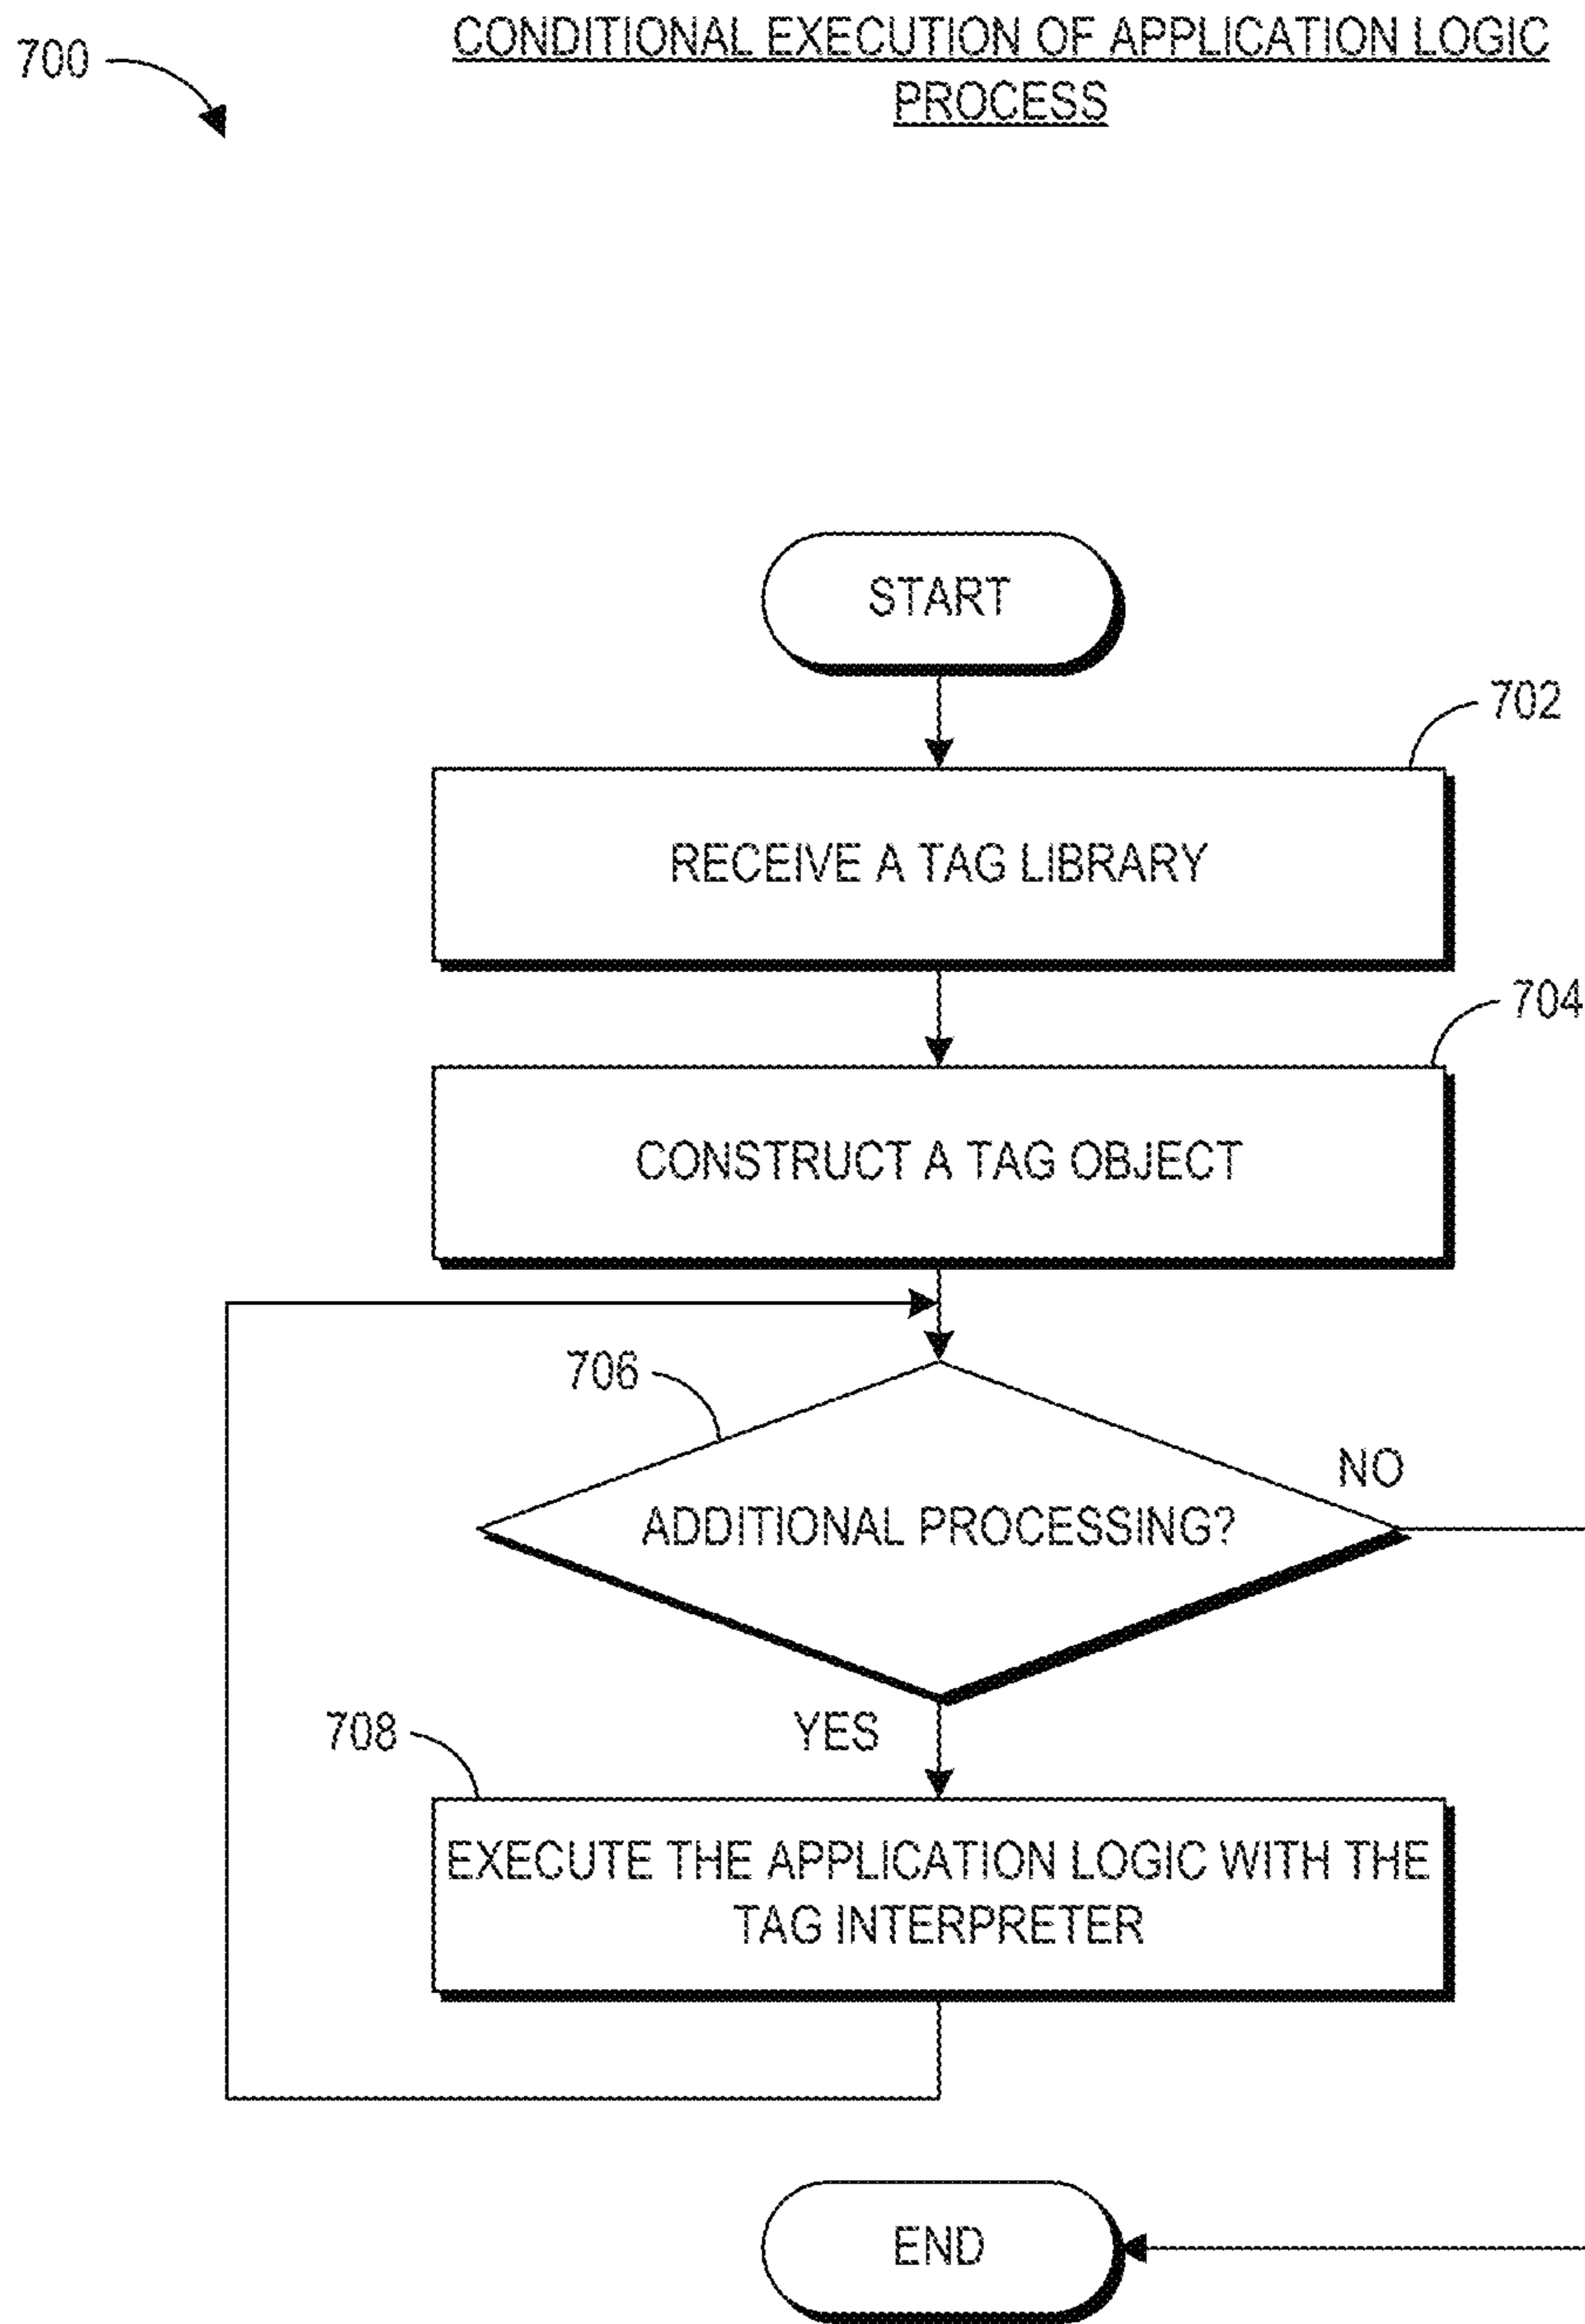 700
CONDITIONAL EXECUTION OF APPLICATION LOGIC
PROCESS
START
702
RECEIVE A TAG LIBRARY
704
CONSTRUCT A TAG OBJECT
706
NO
ADDITIONAL PROCESSING?
YES
708
EXECUTE THE APPLICATION LOGIC WITH THE
TAG INTERPRETER
END